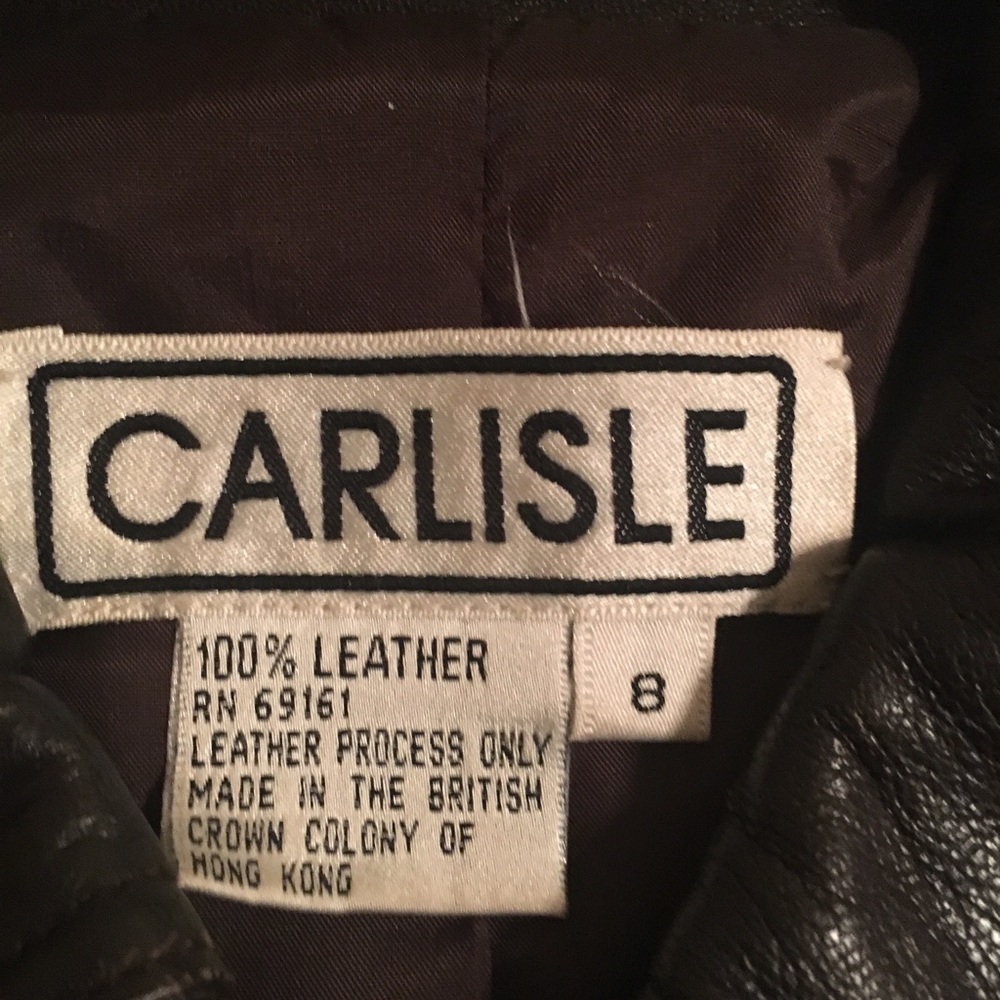 CARLISLE
100% LEATHER
RN 69161
LEATHER PROCESS ONLY
MADE IN THE BRITISH
CROWN COLONY OF
HONG KONG
8